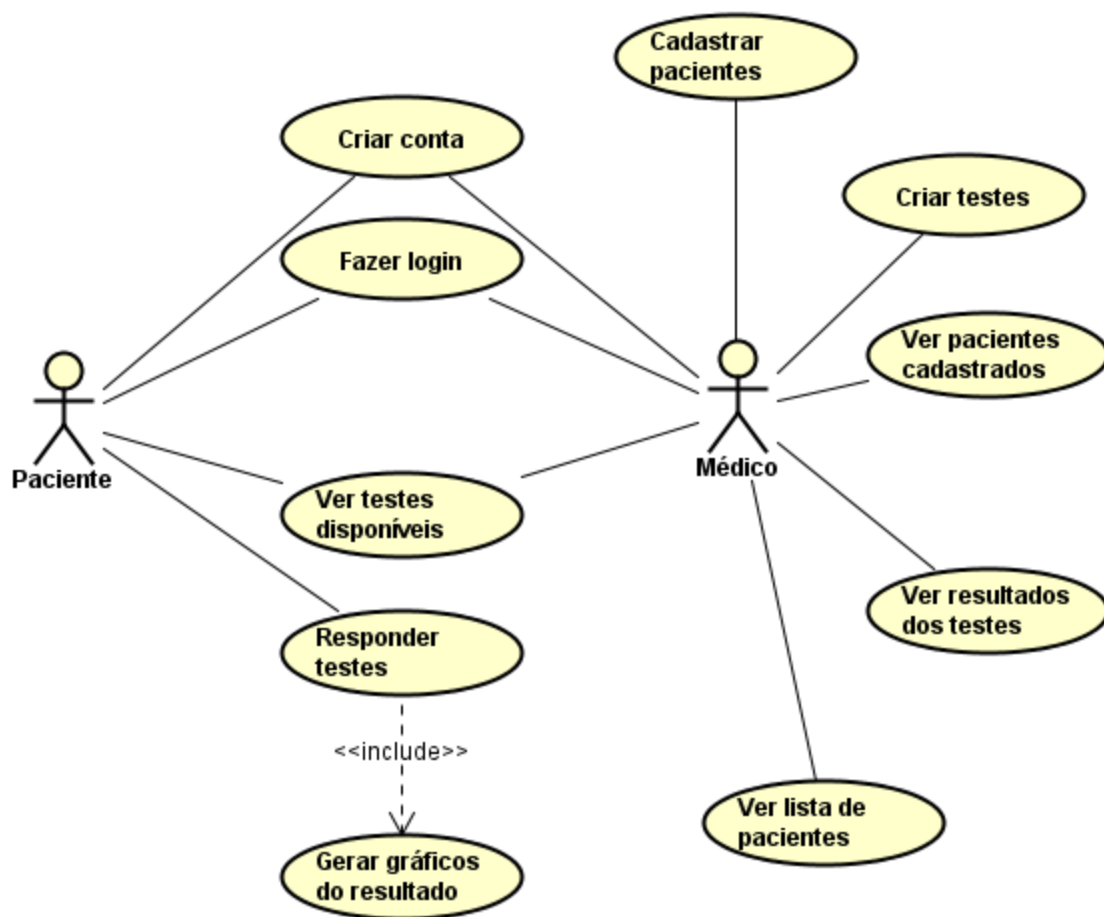 Cadastrar
pacientes
Criar conta
Criar testes
Fazer login
Ver pacientes
cadastrados
Paciente
Médico
Ver testes
disponíveis
Ver resultados
dos testes
Responder
testes
<<include>>
Ver lista de
pacientes
Gerar gráficos
do resultado